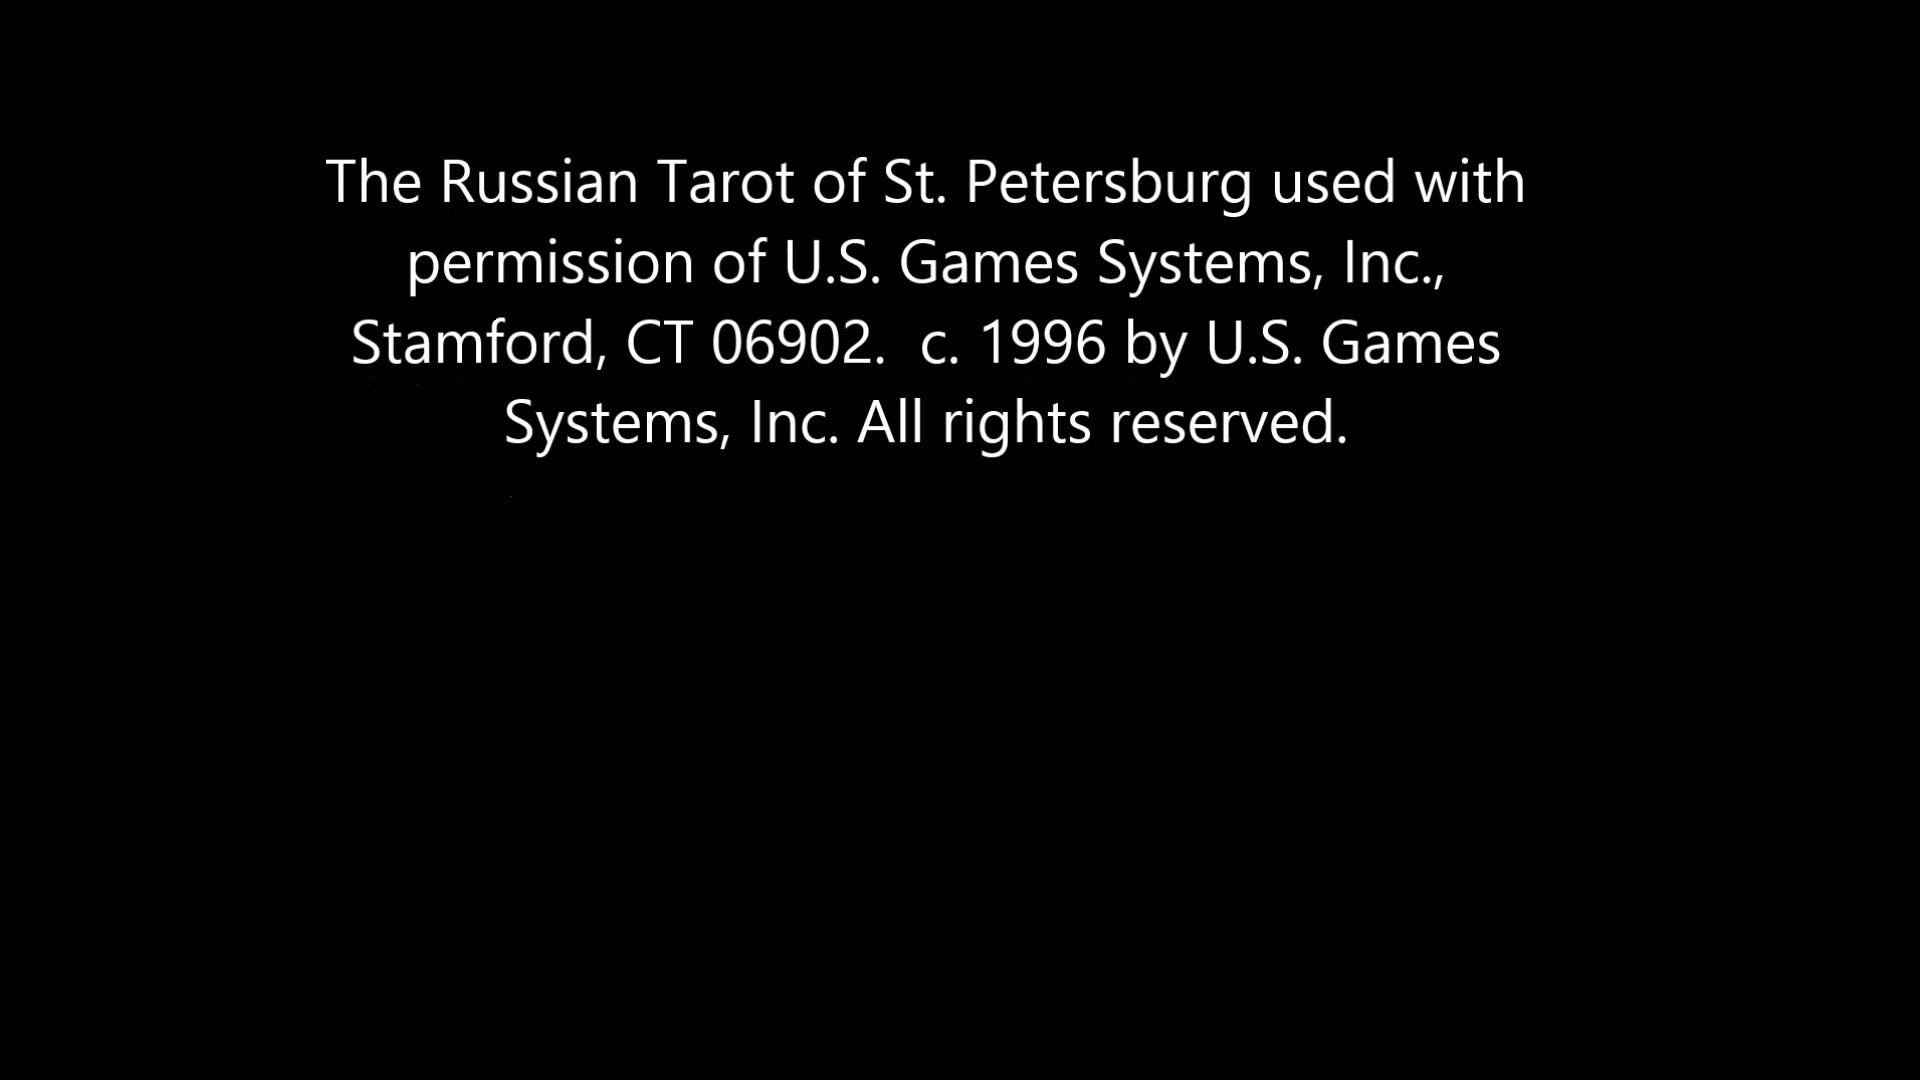 The Russian Tarot of St. Petersburg used with
permission of U.S. Games Systems, Inc.,
Stamford, CT 06902.  c. 1996 by U.S. Games
Systems, Inc. All rights reserved.